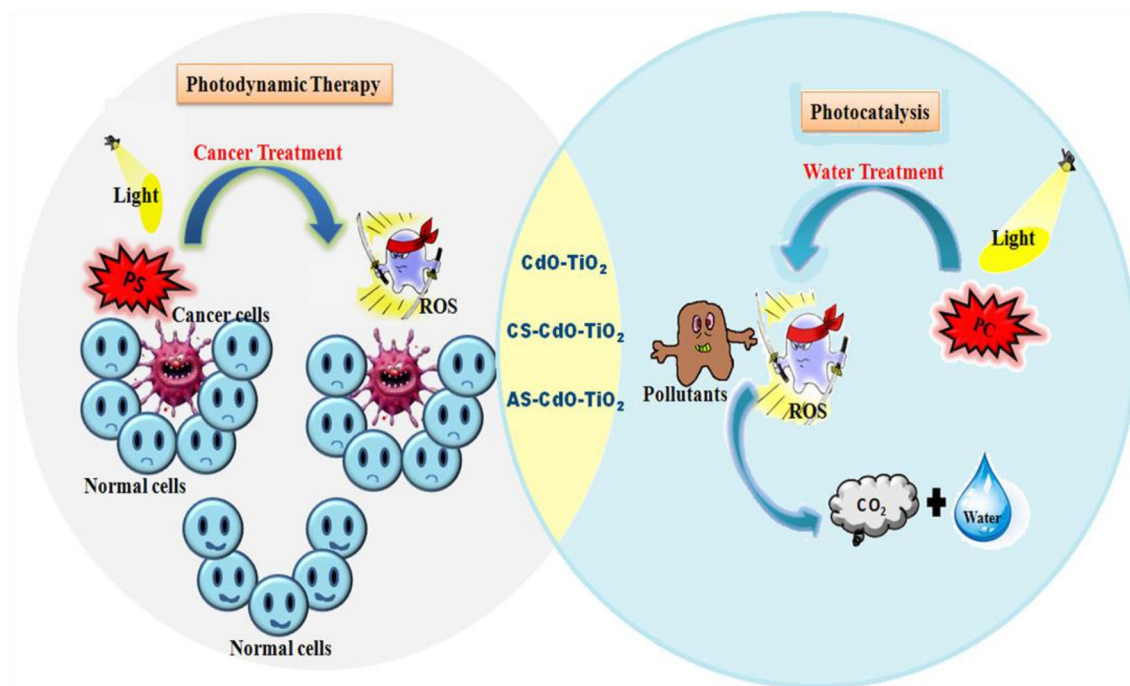 Photodynamic Therapy
Cancer Treatment
Light
PS
Cancer cells
ROS
Normal cells
Normal cells
CdO-TiO₂
CS-CdO-TiO₂
AS-CdO-TiO₂
Photocatalysis
Water Treatment
Light
PC
Pollutants
ROS
CO₂
Water